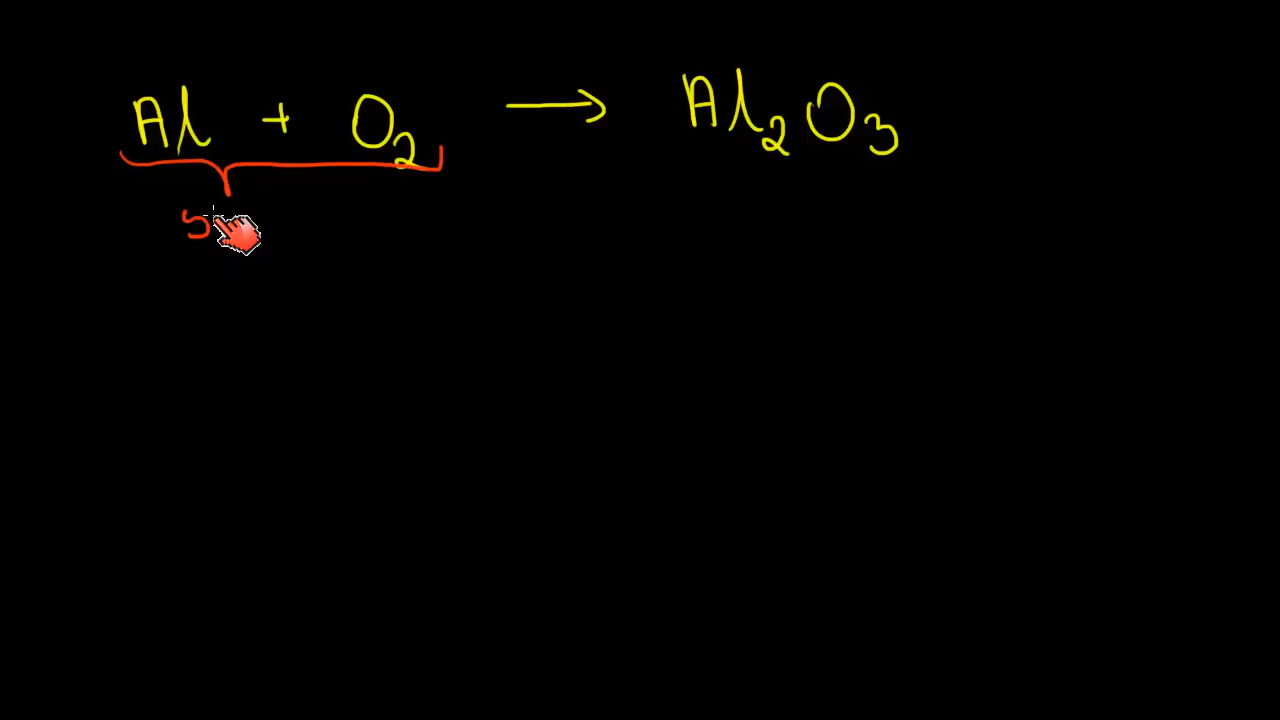 Al + O₂ → Al₂O₃